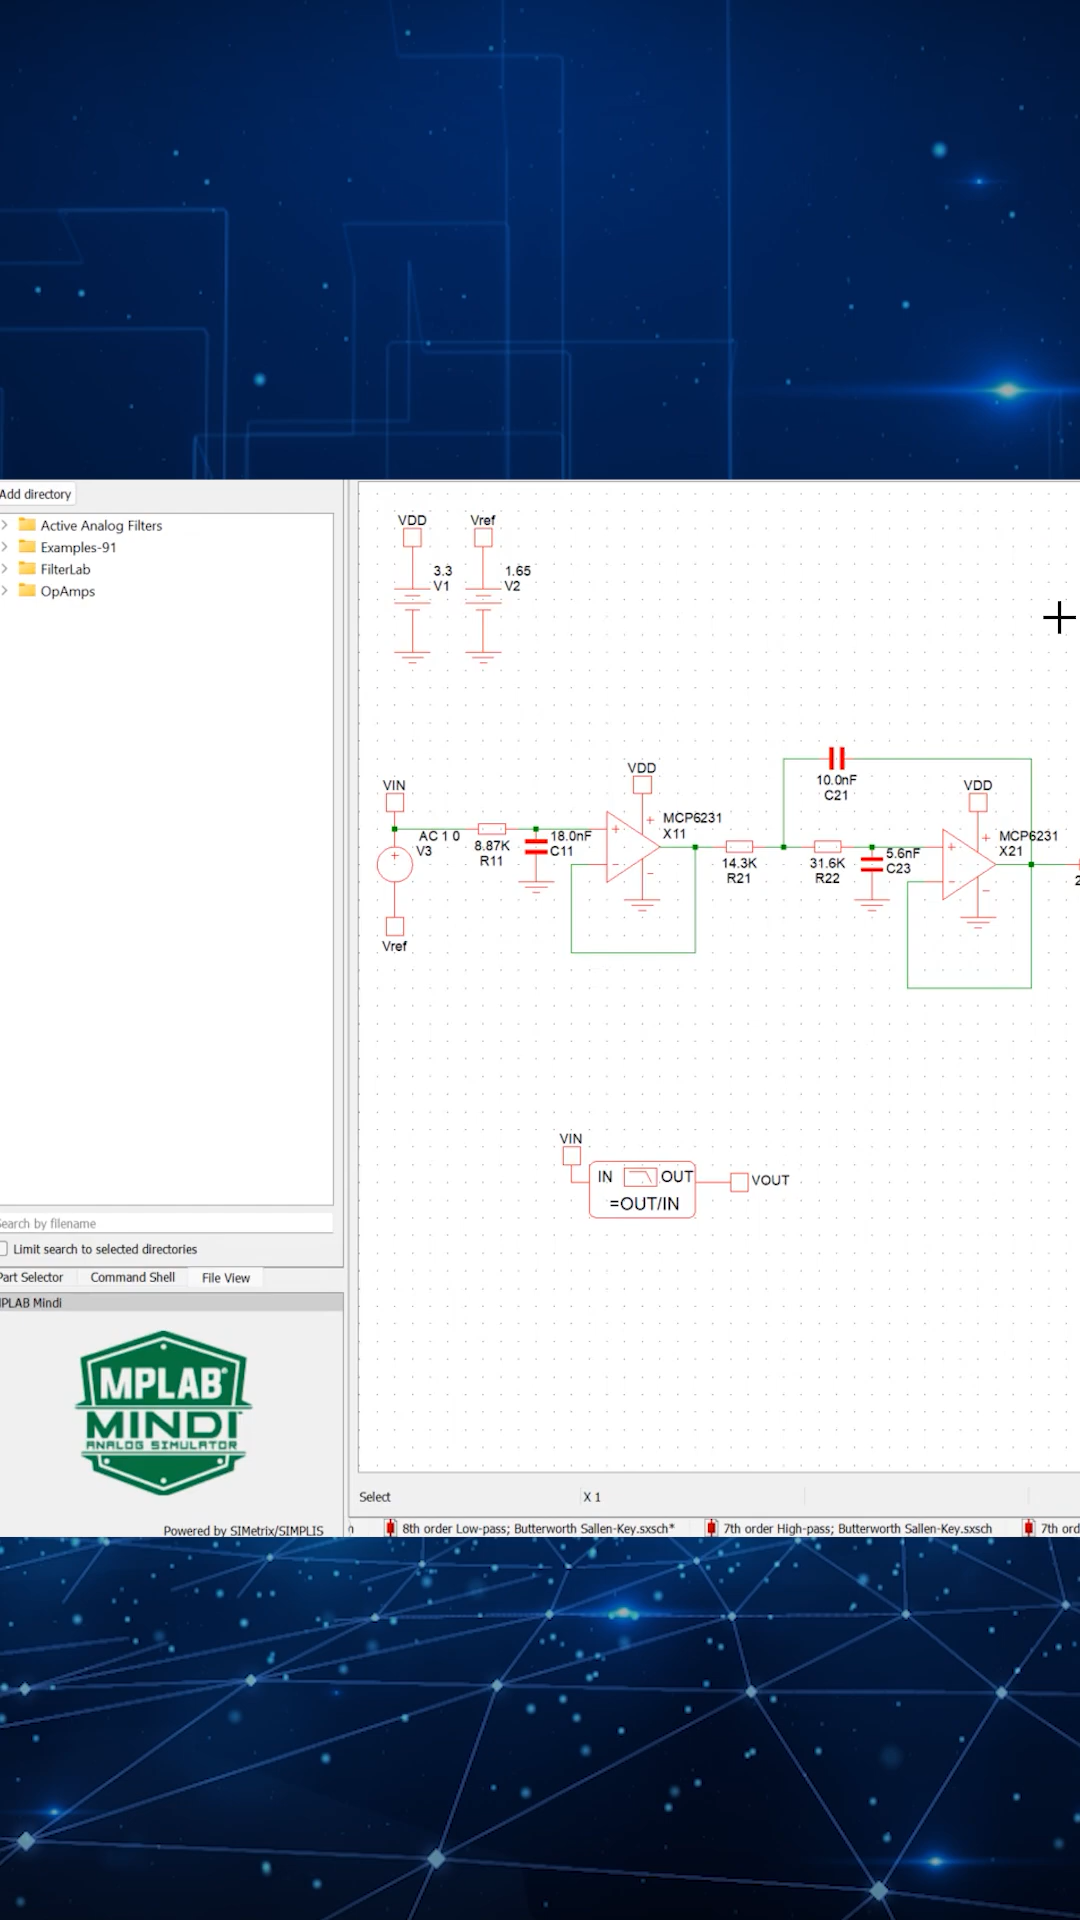 Add directory
Active Analog Filters
Examples-91
FilterLab
OpAmps
VDD
Vref
3.3
V1
1.65
V2
VDD
10.0nF
C21
VDD
VIN
AC 1 0
V3
8.87K
R11
18.0nF
C11
MCP6231
X11
14.3K
R21
31.6K
R22
5.6nF
C23
MCP6231
X21
2
Vref
VIN
IN
OUT
=OUT/IN
VOUT
Search by filename
Limit search to selected directories
Part Selector
Command Shell
File View
MPLAB Mindi
MPLAB
MINDI
ANALOG SIMULATOR
Powered by SIMetrix/SIMPLIS
Select
X 1
8th order Low-pass; Butterworth Sallen-Key.sxsch*
7th order High-pass; Butterworth Sallen-Key.sxsch
7th ord